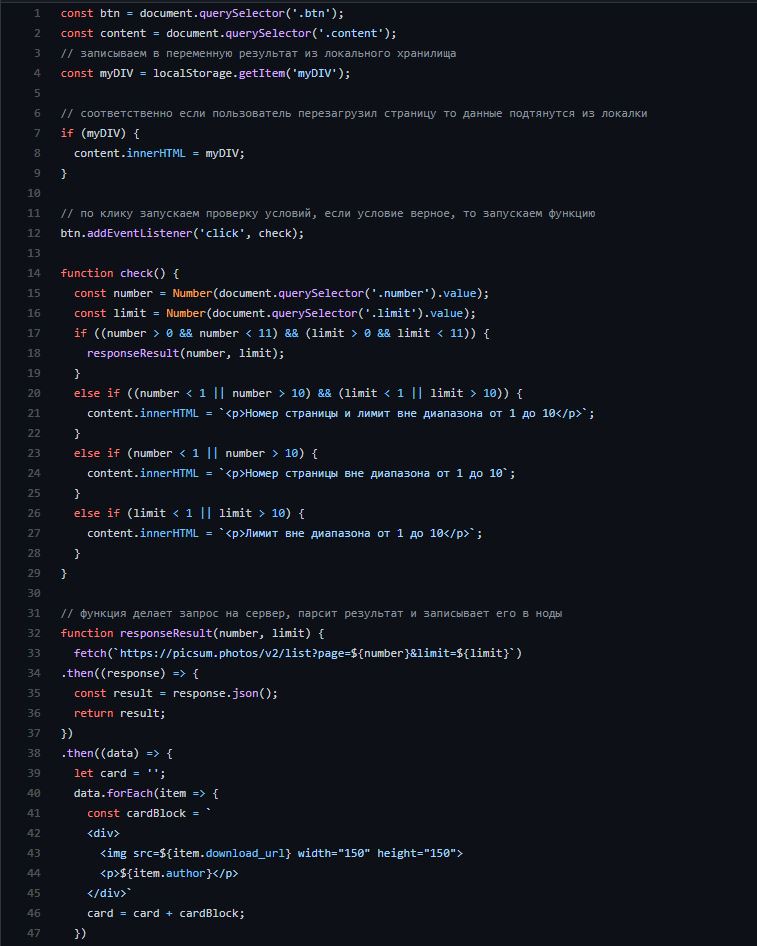 1 const btn = document.querySelector('.btn');
2 const content = document.querySelector('.content');
3 // записываем в переменную результат из локального хранилища
4 const myDIV = localStorage.getItem('myDIV');
5
6 // соответственно если пользователь перезагрузил страницу то данные подтянутся из локалки
7 if (myDIV) {
8   content.innerHTML = myDIV;
9 }
10
11 // по клику запускаем проверку условий, если условие верное, то запускаем функцию
12 btn.addEventListener('click', check);
13
14 function check() {
15   const number = Number(document.querySelector('.number').value);
16   const limit = Number(document.querySelector('.limit').value);
17   if ((number > 0 && number < 11) && (limit > 0 && limit < 11)) {
18     responseResult(number, limit);
19   }
20   else if ((number < 1 || number > 10) && (limit < 1 || limit > 10)) {
21     content.innerHTML = `<p>Номер страницы и лимит вне диапазона от 1 до 10</p>`;
22   }
23   else if (number < 1 || number > 10) {
24     content.innerHTML = `<p>Номер страницы вне диапазона от 1 до 10`;
25   }
26   else if (limit < 1 || limit > 10) {
27     content.innerHTML = `<p>Лимит вне диапазона от 1 до 10</p>`;
28   }
29 }
30
31 // функция делает запрос на сервер, парсит результат и записывает его в ноды
32 function responseResult(number, limit) {
33   fetch(`https://picsum.photos/v2/list?page=${number}&limit=${limit}`)
34 .then((response) => {
35   const result = response.json();
36   return result;
37 })
38 .then((data) => {
39   let card = '';
40   data.forEach(item => {
41     const cardBlock = `
42     <div>
43       <img src=${item.download_url} width="150" height="150">
44       <p>${item.author}</p>
45     </div>`
46     card = card + cardBlock;
47   })